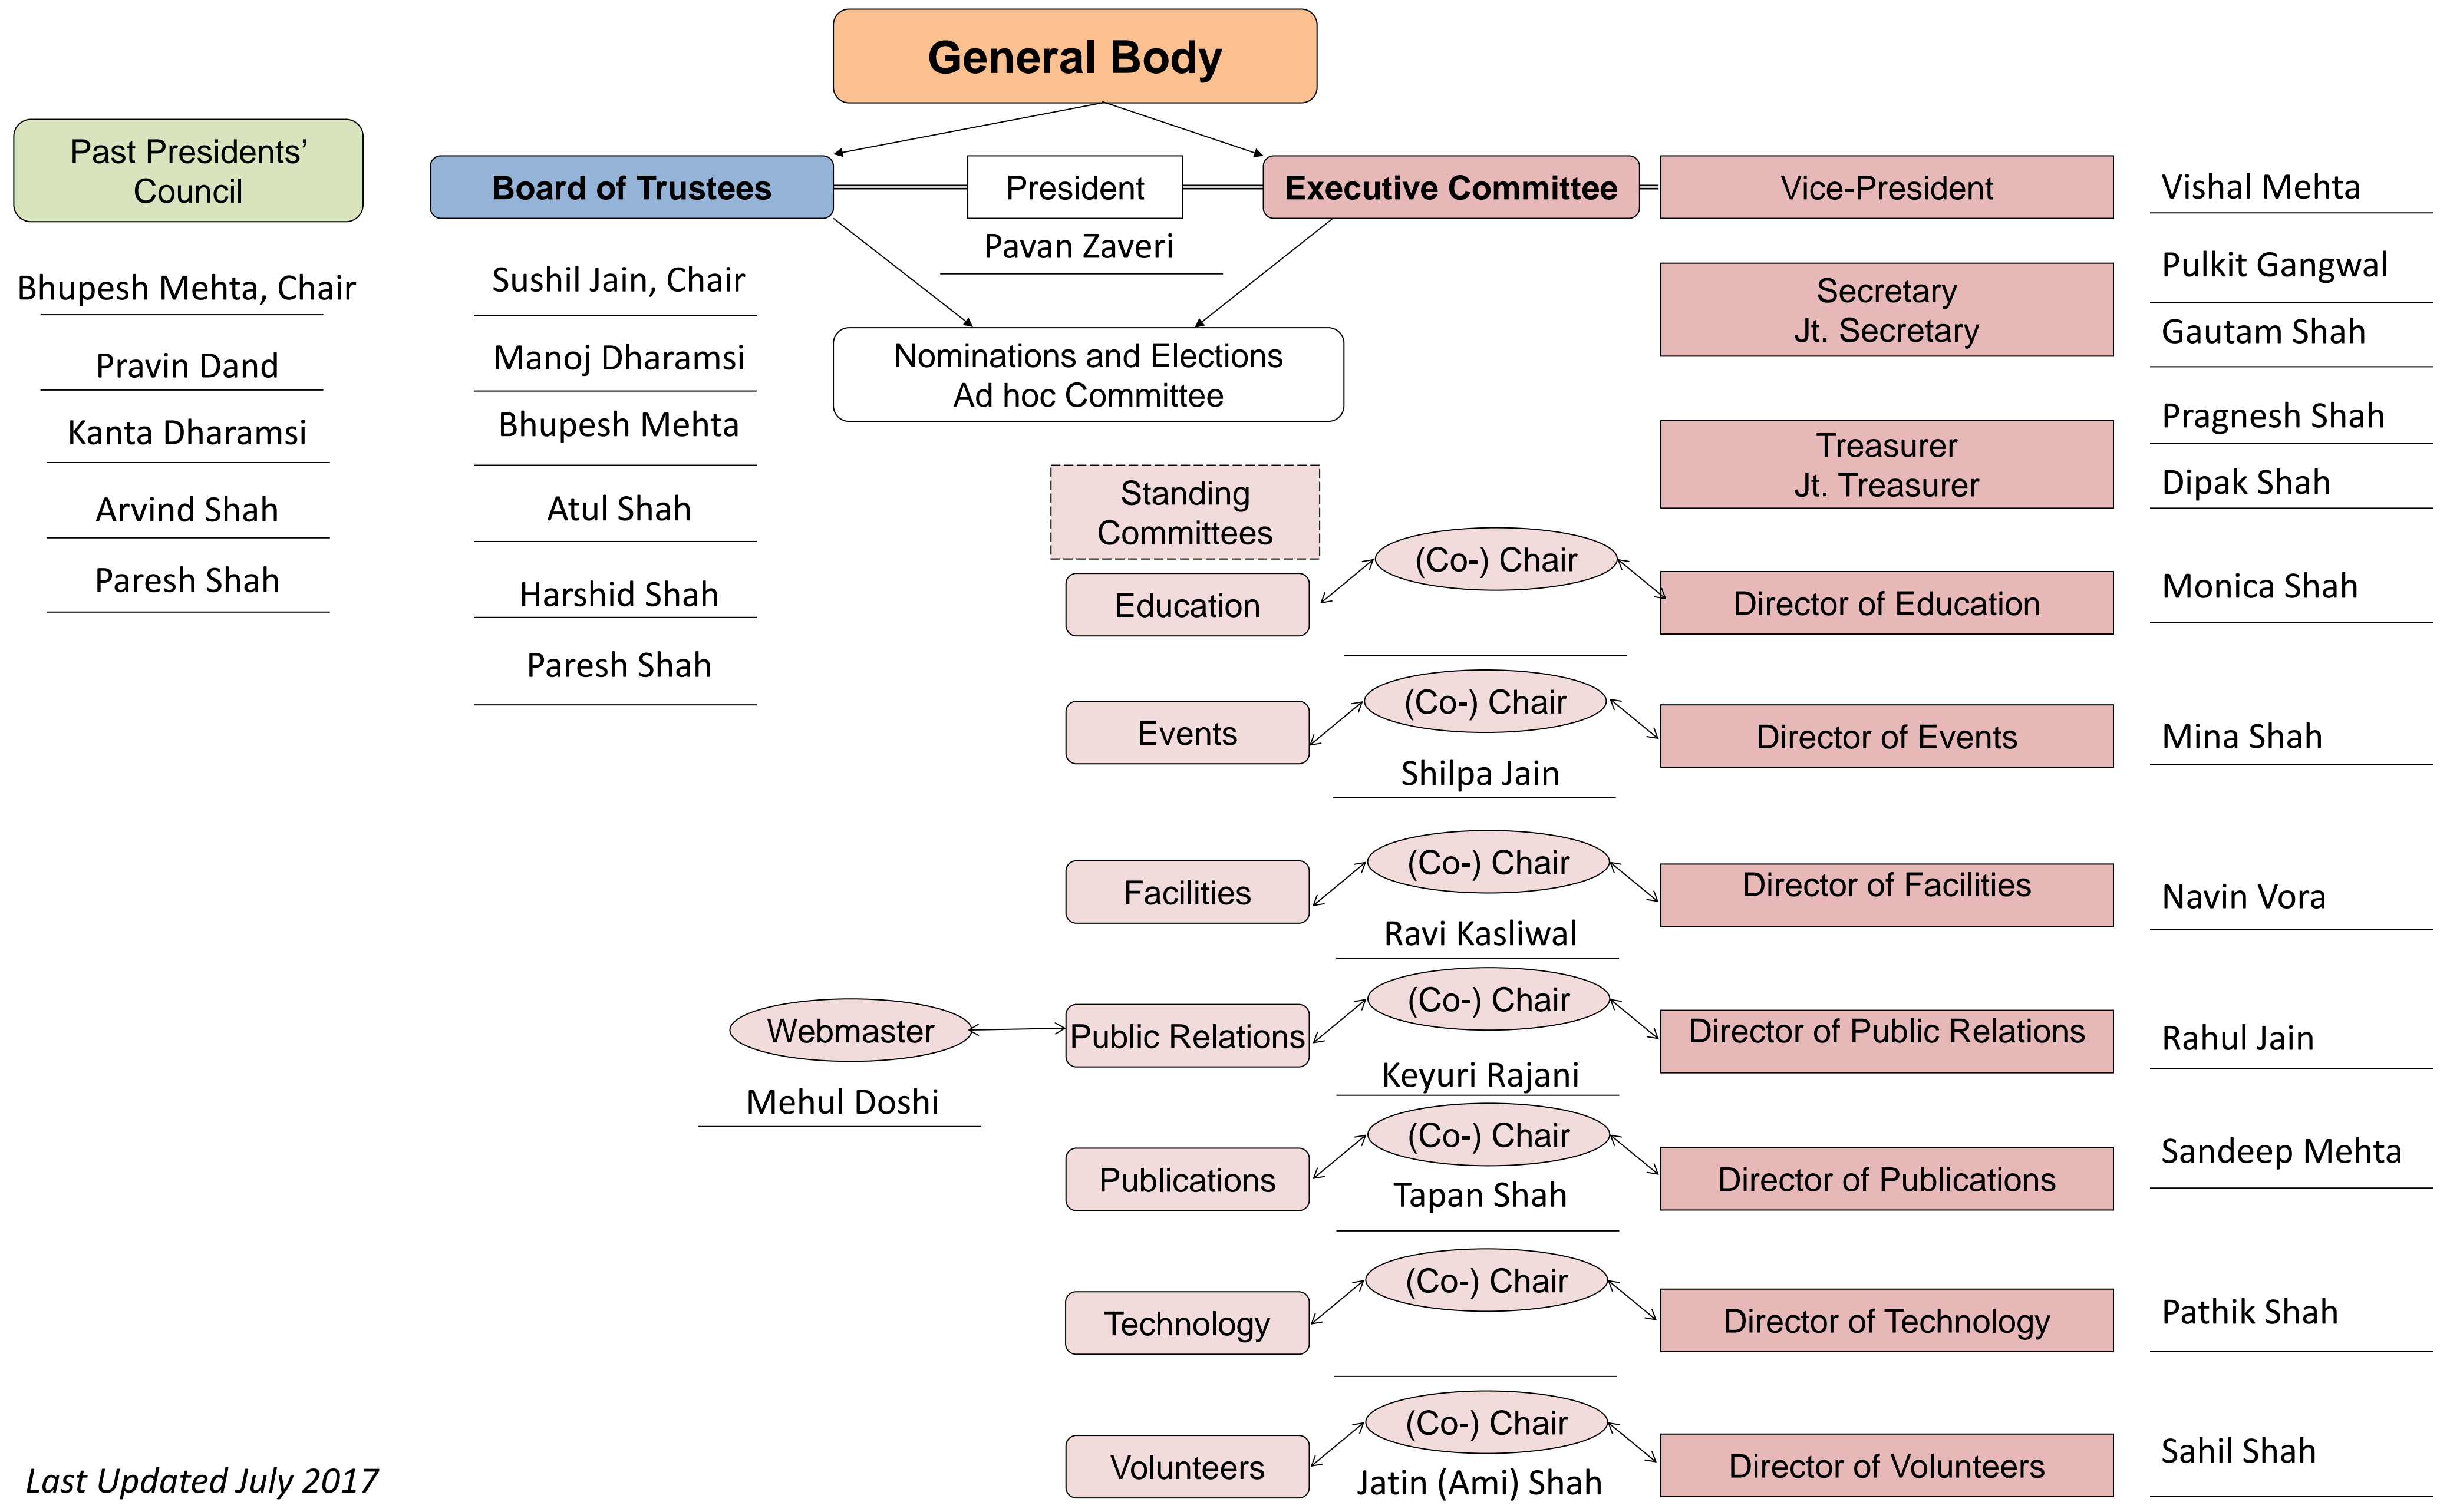 General Body
Past Presidents’
Council
Board of Trustees
President
Executive Committee
Vice-President
Vishal Mehta
Pavan Zaveri
Bhupesh Mehta, Chair
Pravin Dand
Kanta Dharamsi
Arvind Shah
Paresh Shah
Sushil Jain, Chair
Manoj Dharamsi
Bhupesh Mehta
Atul Shah
Harshid Shah
Paresh Shah
Nominations and Elections
Ad hoc Committee
Secretary
Jt. Secretary
Pulkit Gangwal
Gautam Shah
Treasurer
Jt. Treasurer
Pragnesh Shah
Dipak Shah
Standing
Committees
Education
(Co-) Chair
Director of Education
Monica Shah
Events
(Co-) Chair
Shilpa Jain
Director of Events
Mina Shah
Facilities
(Co-) Chair
Ravi Kasliwal
Director of Facilities
Navin Vora
Webmaster
Mehul Doshi
Public Relations
(Co-) Chair
Keyuri Rajani
Director of Public Relations
Rahul Jain
Publications
(Co-) Chair
Tapan Shah
Director of Publications
Sandeep Mehta
Technology
(Co-) Chair
Director of Technology
Pathik Shah
Volunteers
(Co-) Chair
Jatin (Ami) Shah
Director of Volunteers
Sahil Shah
Last Updated July 2017